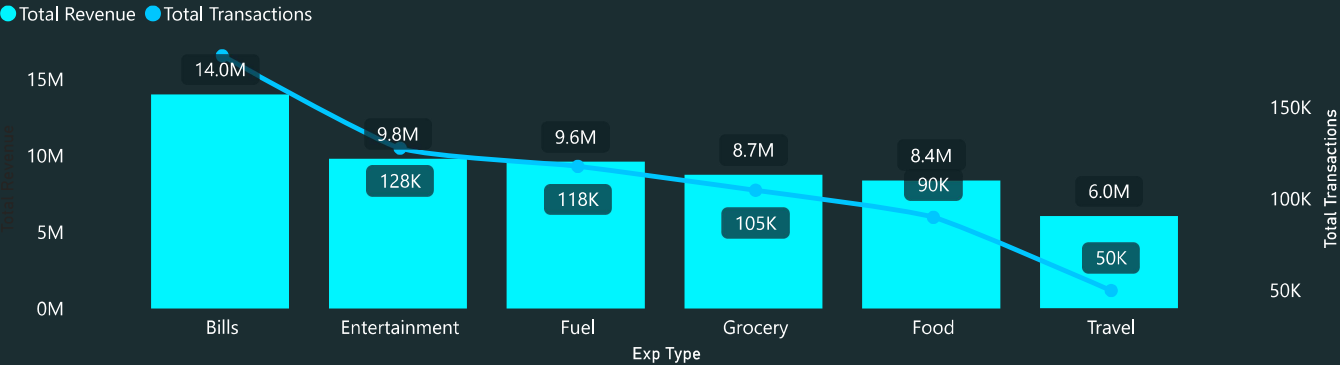 Total Revenue Total Transactions
15M
10M
5M
0M
Total Revenue
14.0M
9.8M
9.6M
8.7M
8.4M
6.0M
128K
118K
105K
90K
50K
150K
100K
50K
Total Transactions
Bills Entertainment Fuel Grocery Food Travel
Exp Type